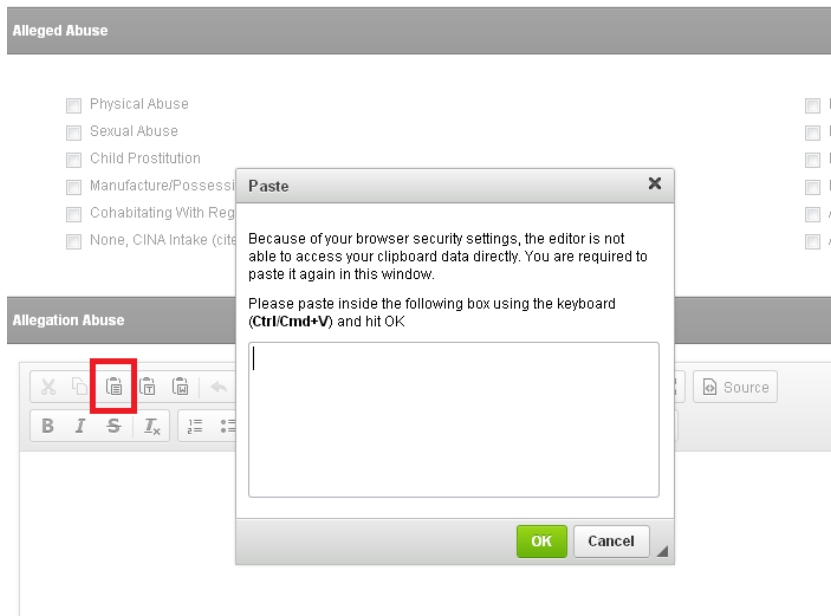 Alleged Abuse
Physical Abuse
Sexual Abuse
Child Prostitution
Manufacture/Possessi
Cohabitating With Reg
None, CINA Intake (cite
Paste
Because of your browser security settings, the editor is not
able to access your clipboard data directly. You are required to
paste it again in this window.
Please paste inside the following box using the keyboard
(Ctrl/Cmd+V) and hit OK
OK Cancel
Allegation Abuse
Source
B I S Ix